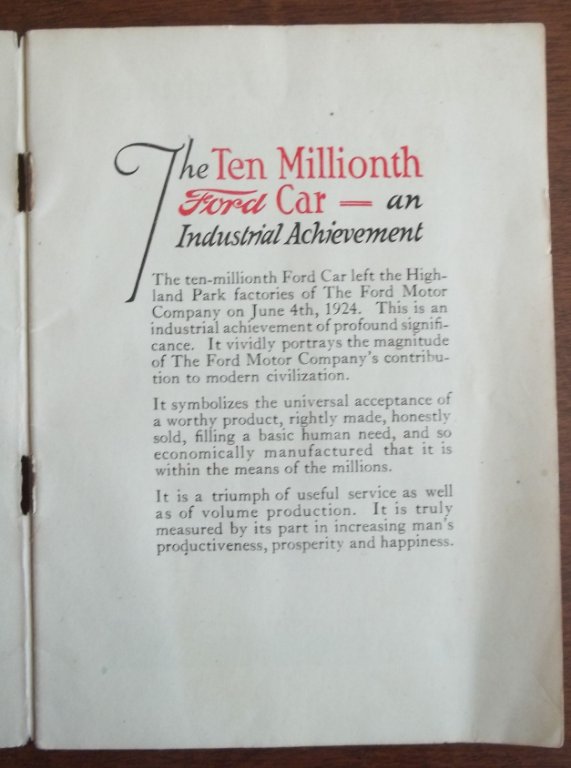 The Ten Millionth
Ford Car = an
Industrial Achievement
The ten-millionth Ford Car left the High-
land Park factories of The Ford Motor
Company on June 4th, 1924. This is an
industrial achievement of profound signifi-
cance. It vividly portrays the magnitude
of The Ford Motor Company's contribu-
tion to modern civilization.
It symbolizes the universal acceptance of
a worthy product, rightly made, honestly
sold, filling a basic human need, and so
economically manufactured that it is
within the means of the millions.
It is a triumph of useful service as well
as of volume production. It is truly
measured by its part in increasing man's
productiveness, prosperity and happiness.